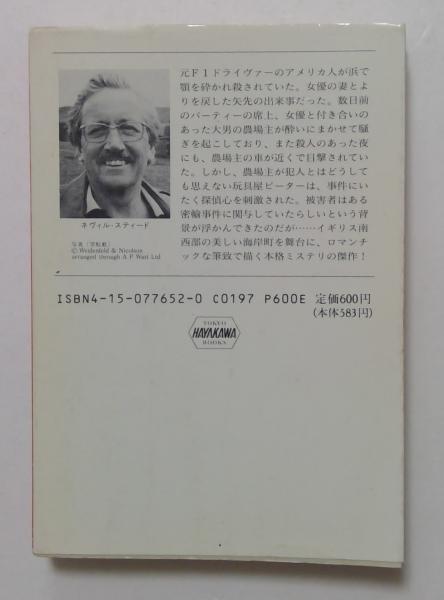 元F1ドライヴァーのアメリカ人が浜で
顎を砕かれ殺されていた。女優の妻とよ
りを戻した矢先の出来事だった。数日前
のパーティーの席上、女優と付き合いの
あった大男の農場主が酔いにまかせて騒
ぎを起こしており、また殺人のあった夜
にも、農場主の車が近くで目撃されてい
た。しかし、農場主が犯人とはどうして
も思えない玩具屋ピーターは、事件にい
たく探偵心を刺激された。被害者はある
密輸事件に関与していたらしいという背
景が浮かんできたのだが……イギリス南
西部の美しい海岸町を舞台に、ロマンチ
ックな筆致で描く本格ミステリの傑作!
ネヴィル・スティード
写真「禁転載」
© Weidenfeld & Nicolson
arranged through A P Watt Ltd
ISBN4-15-077652-0 C0197 P600E 定価600円
(本体583円)
TOKYO
HAYAKAWA
BOOKS